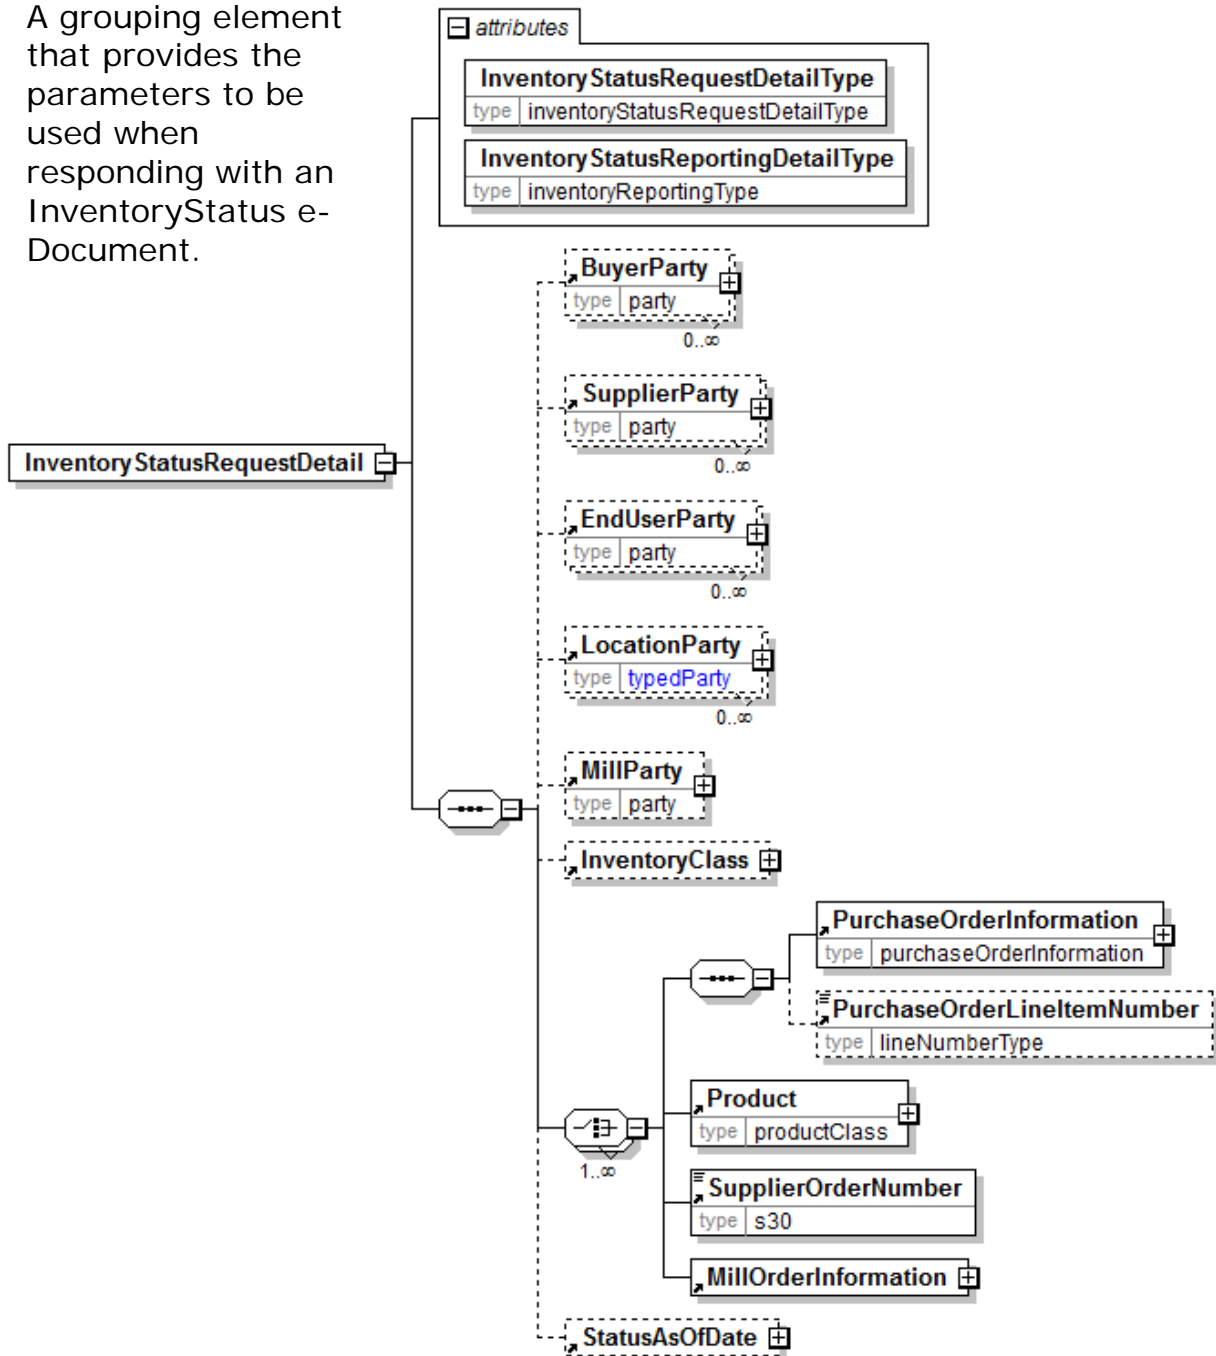 A grouping element
that provides the
parameters to be
used when
responding with an
InventoryStatus e-
Document.
attributes
InventoryStatusRequestDetailType
type inventoryStatusRequestDetailType
InventoryStatusReportingDetailType
type inventoryReportingType
BuyerParty
type party
0..∞
SupplierParty
type party
0..∞
InventoryStatusRequestDetail
EndUserParty
type party
0..∞
LocationParty
type typedParty
0..∞
MillParty
type party
InventoryClass
PurchaseOrderInformation
type purchaseOrderInformation
PurchaseOrderLineItemNumber
type lineNumberType
Product
type productClass
1..∞
SupplierOrderNumber
type s30
MillOrderInformation
StatusAsOfDate